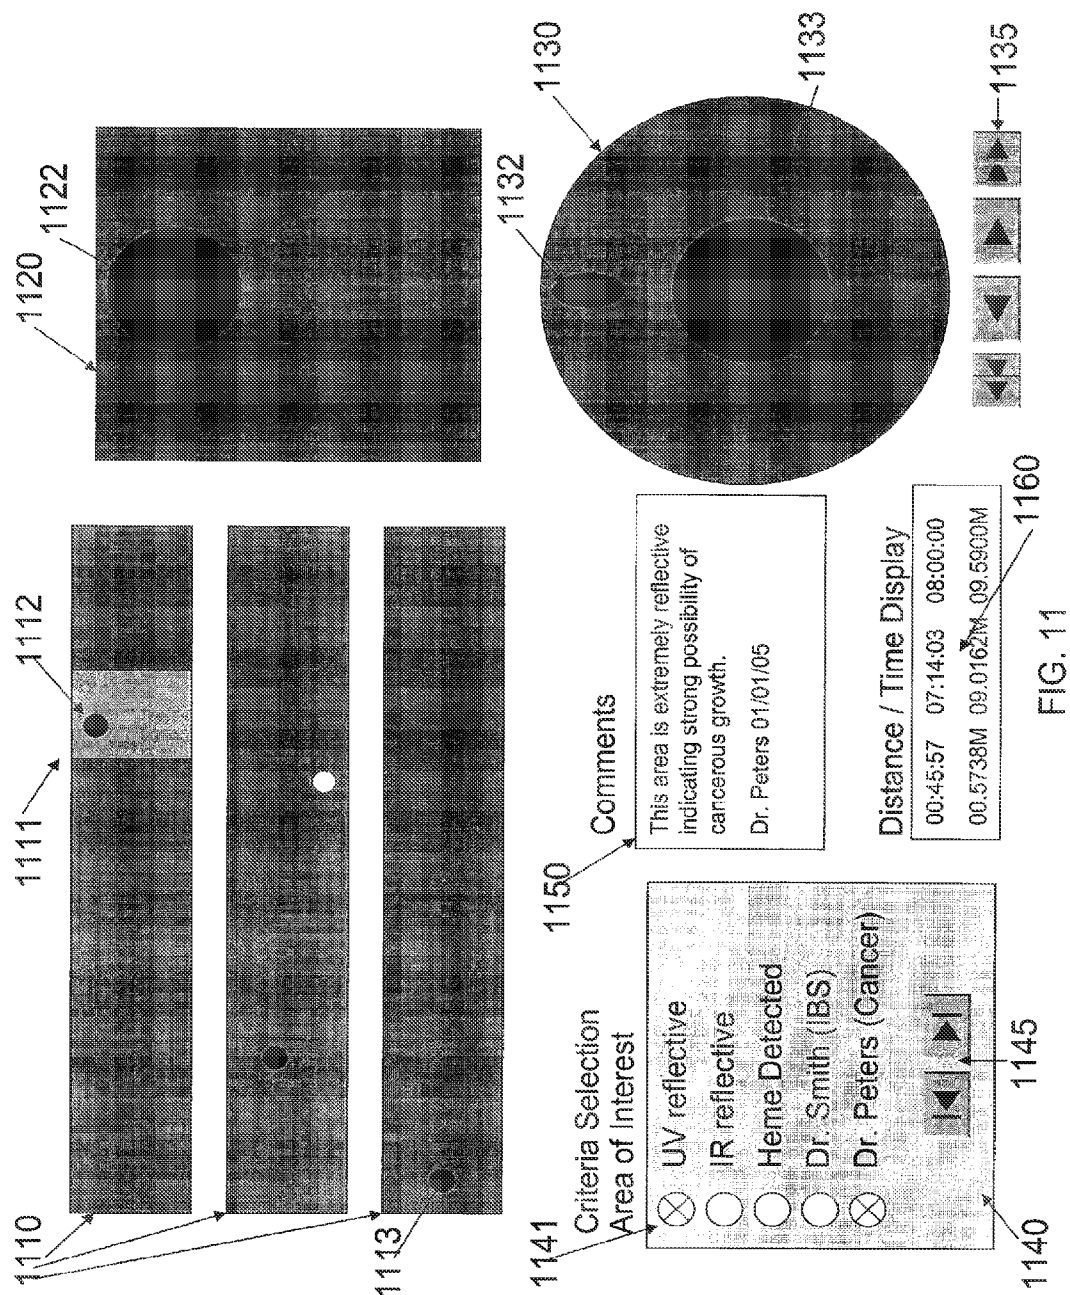 1110
1111
1112
1120
1122
1113
1141
Criteria Selection
Area of Interest
UV reflective
IR reflective
Heme Detected
Dr. Smith (IBS)
Dr. Peters (Cancer)
1140
1145
1150
Comments
This area is extremely reflective
indicating strong possibility of
cancerous growth.
Dr. Peters 01/01/05
Distance / Time Display
00:45:57 07:14:03 08:00:00
00.5738M 09.0162M 09.5900M
1160
1132
1130
1133
1135
FIG. 11